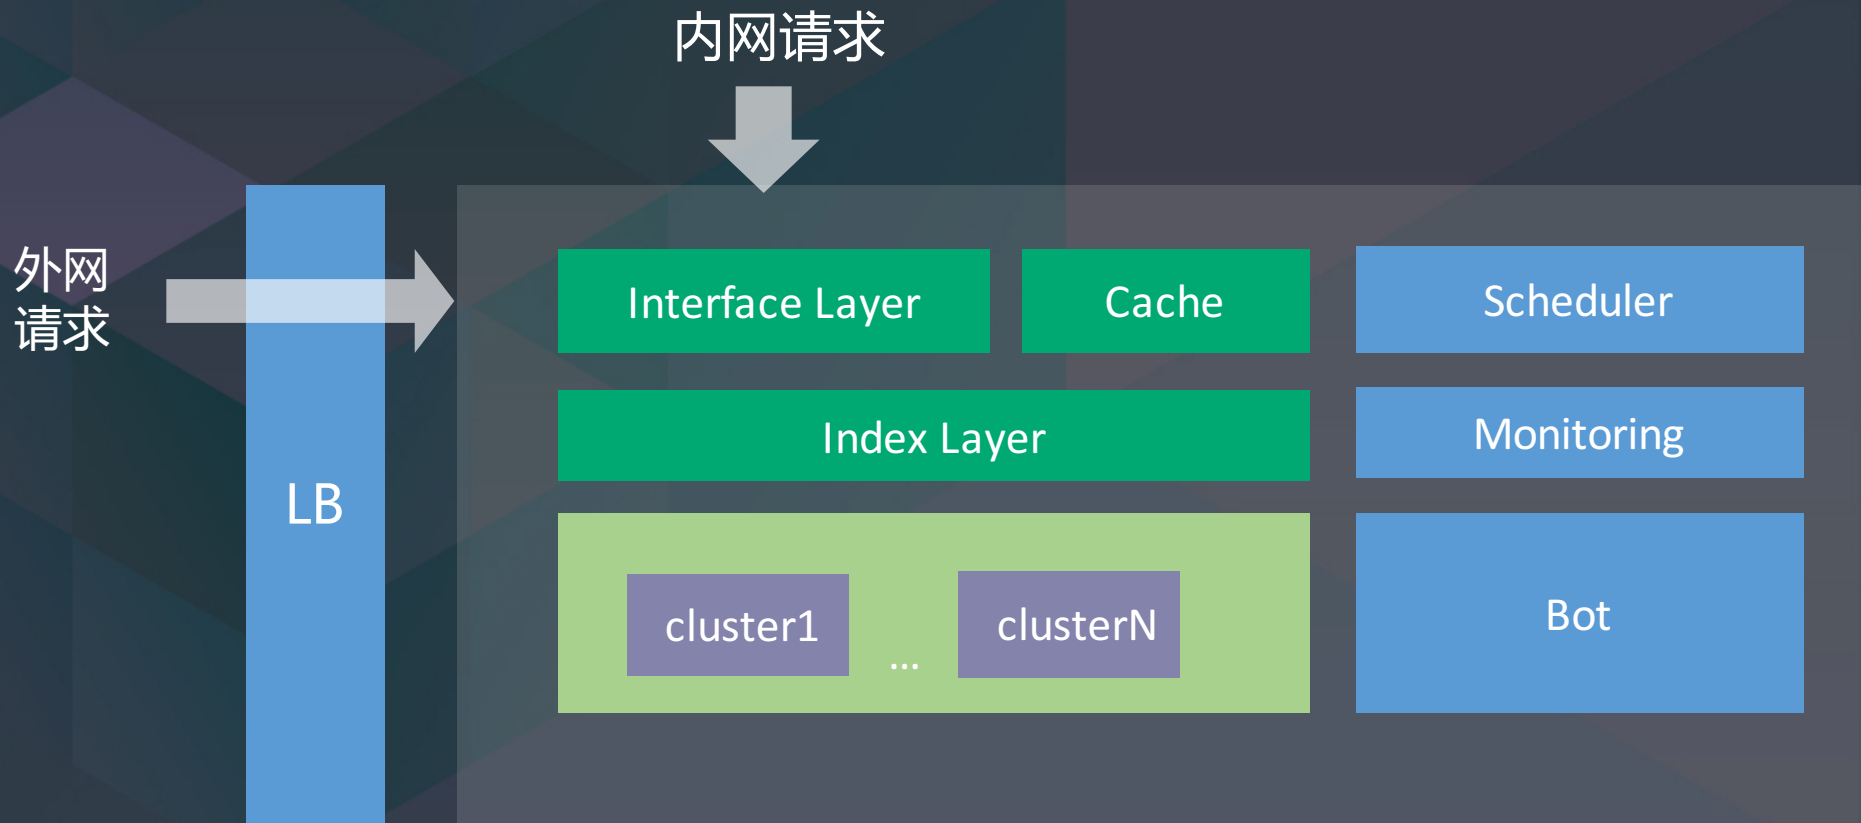 内网请求
外网
请求
LB
Interface Layer
Cache
Scheduler
Index Layer
Monitoring
cluster1
...
clusterN
Bot